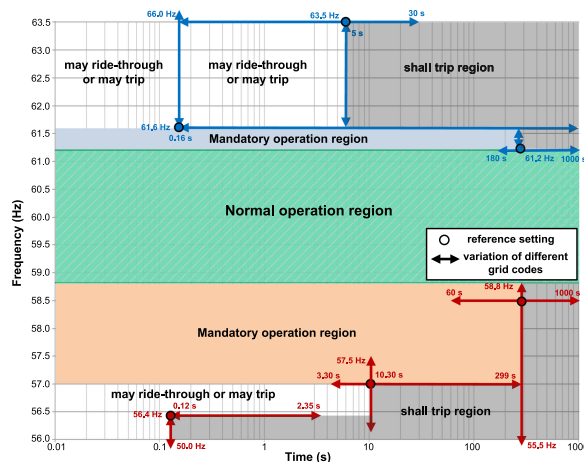 66.0 Hz
63.5 Hz
30 s
5 s
63.5
63.0
62.5
62.0
61.5
61.0
60.5
60.0
59.5
59.0
58.5
58.0
57.5
57.0
56.5
56.0
Frequency (Hz)
may ride-through
or may trip
may ride-through
or may trip
shall trip region
61.6 Hz
0.16 s
Mandatory operation region
180 s
61.2 Hz
1000 s
Normal operation region
reference setting
variation of different
grid codes
58.8 Hz
60 s
1000 s
Mandatory operation region
57.5 Hz
3.30 s
10.30 s
299 s
may ride-through or may trip
0.12 s
2.35 s
56.4 Hz
shall trip region
50.0 Hz
55.5 Hz
0.01
0.1
1
10
100
1000
Time (s)